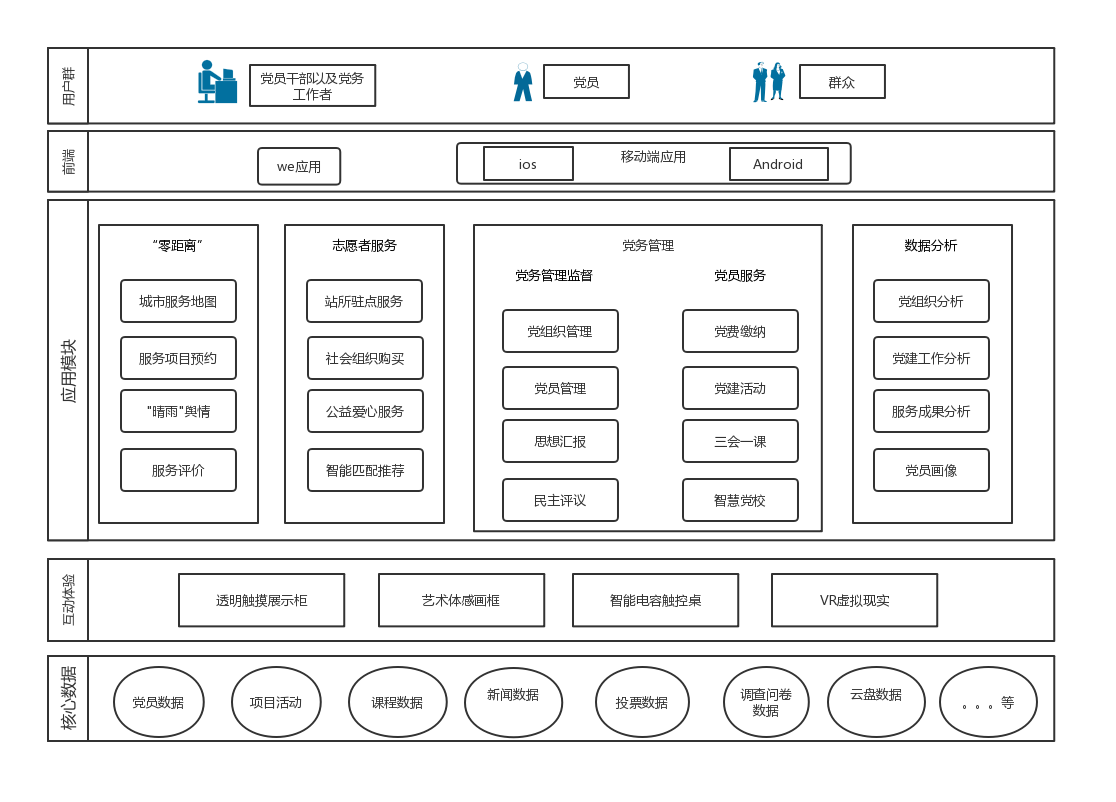 用户群
党员干部以及党务
工作者
党员
群众
前端
we应用
ios
移动端应用
Android
应用模块
“零距离”
城市服务地图
服务项目预约
"晴雨"舆情
服务评价
志愿者服务
站所驻点服务
社会组织购买
公益爱心服务
智能匹配推荐
党务管理
党务管理监督
党组织管理
党员管理
思想汇报
民主评议
党员服务
党费缴纳
党建活动
三会一课
智慧党校
数据分析
党组织分析
党建工作分析
服务成果分析
党员画像
互动体验
透明触摸展示柜
艺术体感画框
智能电容触控桌
VR虚拟现实
核心数据
党员数据
项目活动
课程数据
新闻数据
投票数据
调查问卷
数据
云盘数据
。。。等